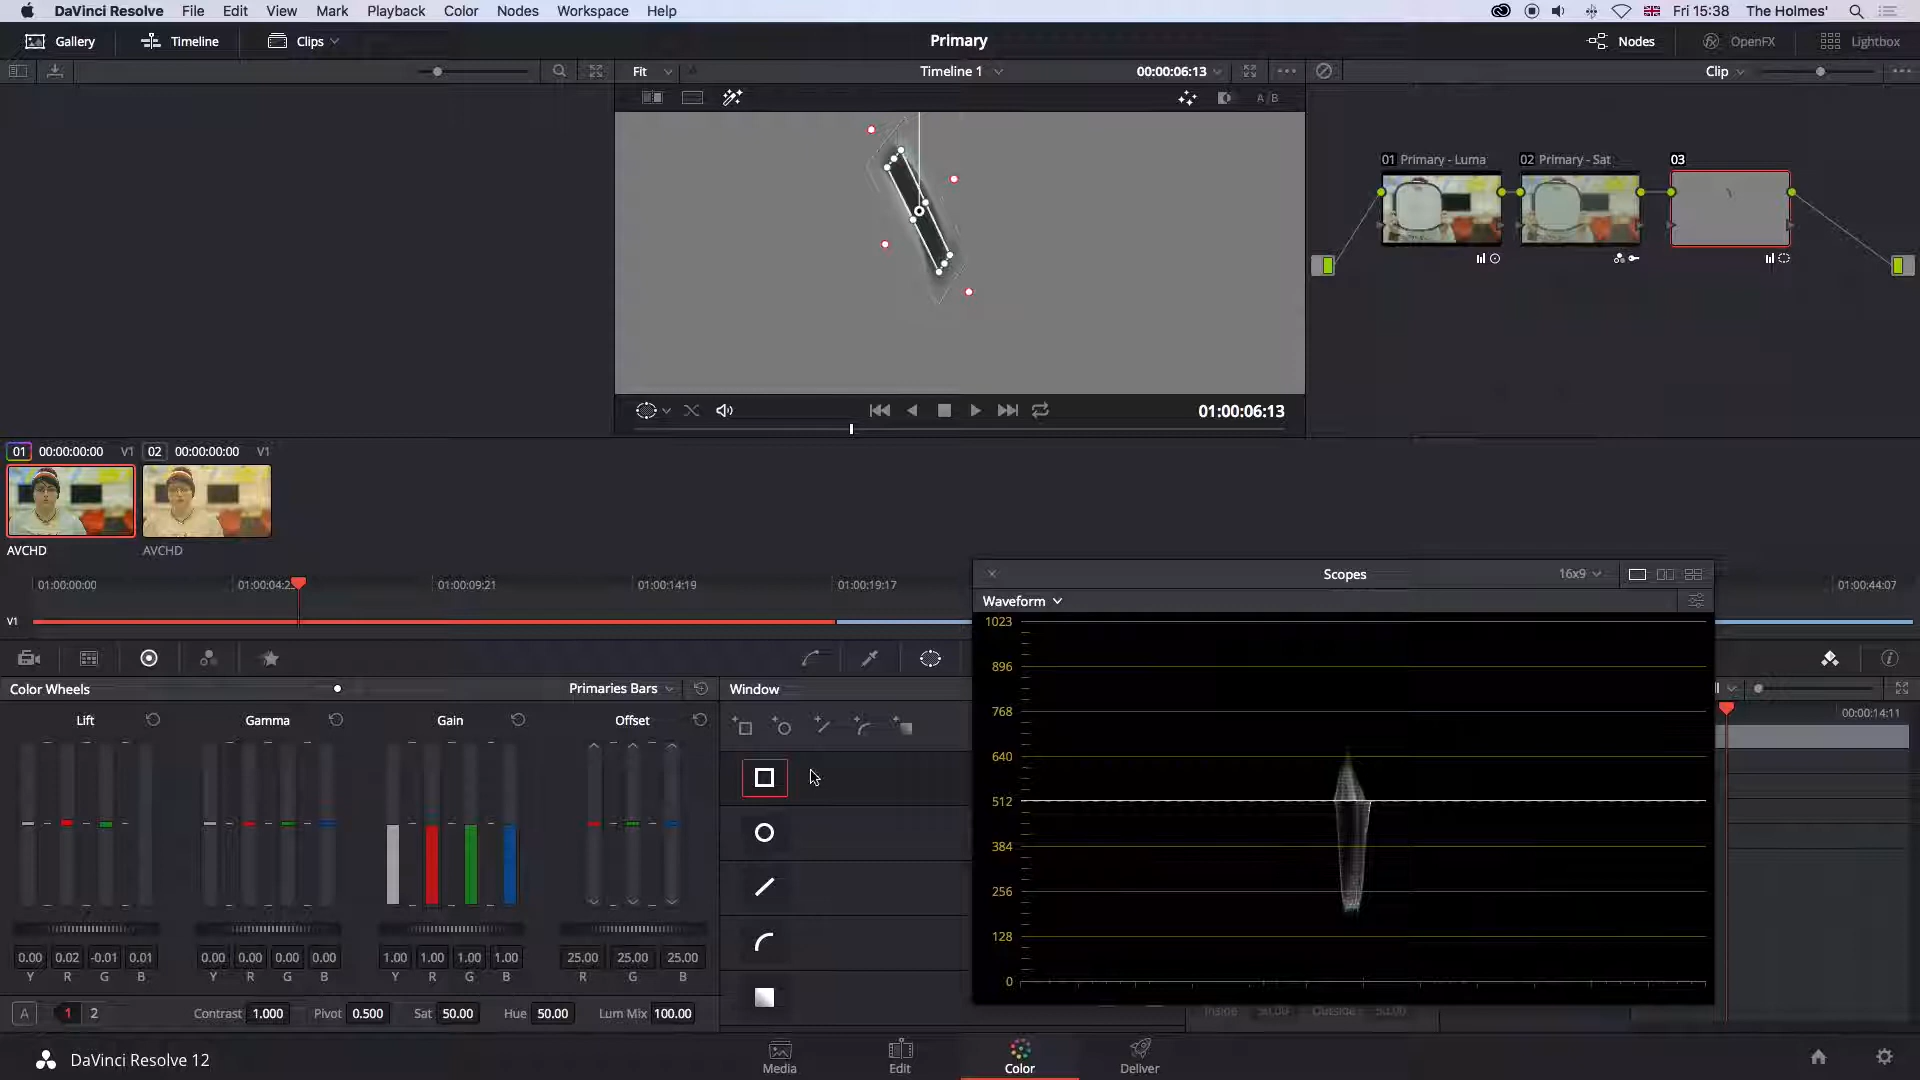 DaVinci Resolve File Edit View Mark Playback Color Nodes Workspace Help Fri 15:38 The Holmes'
Gallery Timeline Clips Primary Nodes OpenFX Lightbox
Fit Timeline 1 00:00:06:13 Clip
A B
01 Primary - Luma 02 Primary - Sat 03
01:00:06:13
01 00:00:00:00 V1 02 00:00:00:00 V1
AVCHD AVCHD
01:00:00:00 01:00:04:2 01:00:09:21 01:00:14:19 01:00:19:17 01:00:44:07
V1
Scopes 16x9
Waveform
1023
896
768
640
512
384
256
128
0
Color Wheels Primaries Bars Window
00:00:14:11
Lift Gamma Gain Offset
0.00 0.02 -0.01 0.01 0.00 0.00 0.00 0.00 1.00 1.00 1.00 1.00 25.00 25.00 25.00
Y R G B Y R G B Y R G B R G B
A 1 2 Contrast 1.000 Pivot 0.500 Sat 50.00 Hue 50.00 Lum Mix 100.00
Inside 50.00 Outside 50.00
DaVinci Resolve 12 Media Edit Color Deliver